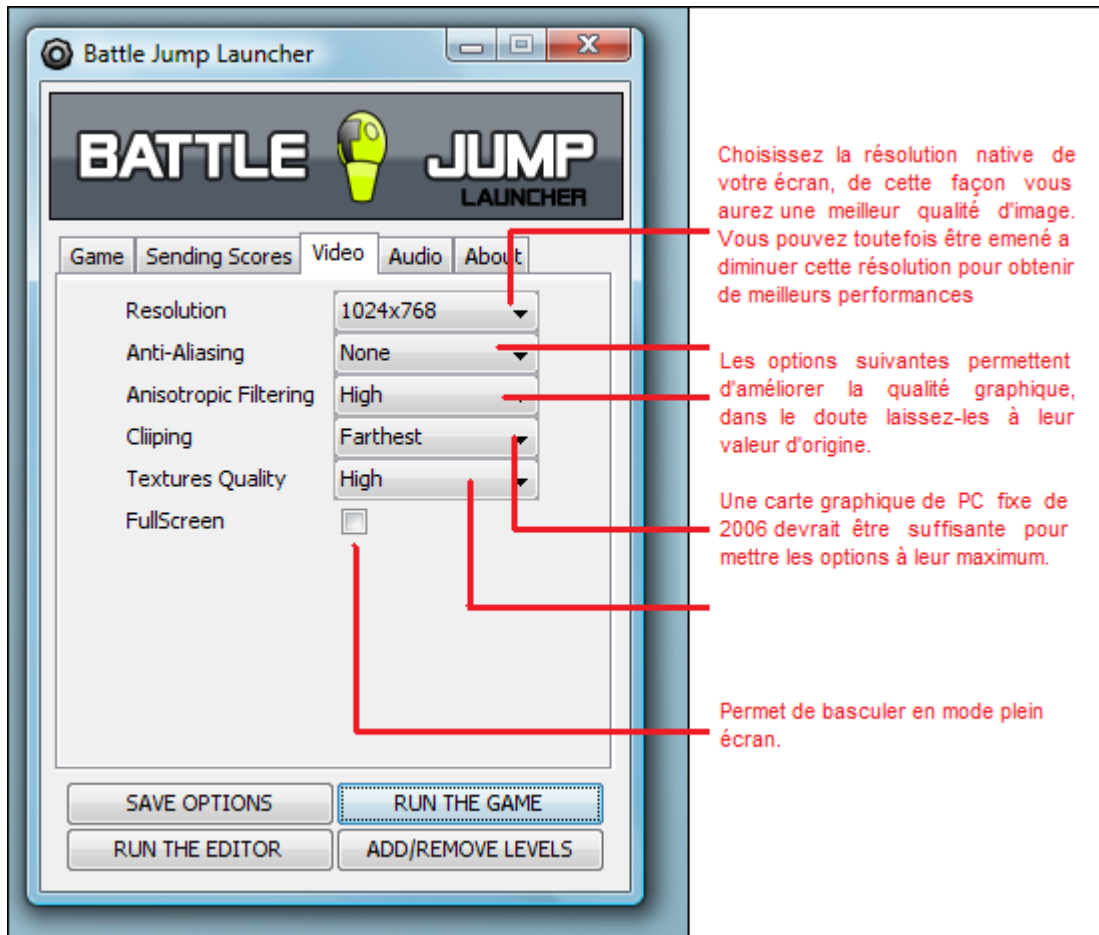 Battle Jump Launcher
BATTLE JUMP
LAUNCHER
Game Sending Scores Video Audio About
Resolution 1024x768
Anti-Aliasing None
Anisotropic Filtering High
Cliiping Farthest
Textures Quality High
FullScreen
SAVE OPTIONS RUN THE GAME
RUN THE EDITOR ADD/REMOVE LEVELS
Choisissez la résolution native de
votre écran, de cette façon vous
aurez une meilleur qualité d'image.
Vous pouvez toutefois être emené a
diminuer cette résolution pour obtenir
de meilleurs performances
Les options suivantes permettent
d'améliorer la qualité graphique,
dans le doute laissez-les à leur
valeur d'origine.
Une carte graphique de PC fixe de
2006 devrait être suffisante pour
mettre les options à leur maximum.
Permet de basculer en mode plein
écran.